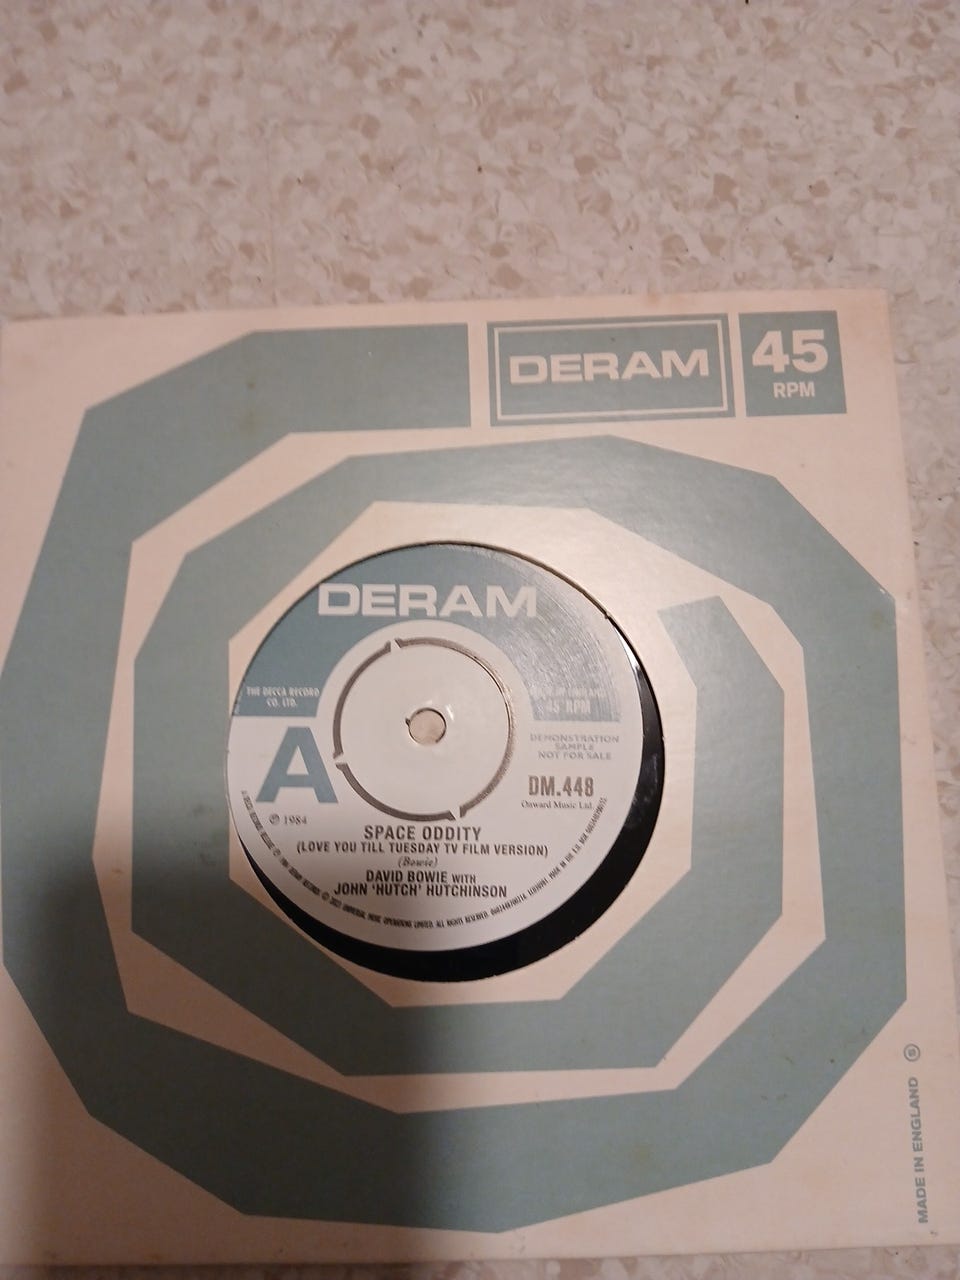 DERAM
45
RPM
DERAM
THE DECCA RECORD
CO. LTD.
45 RPM
DEMONSTRATION
SAMPLE
NOT FOR SALE
A
DM.448
Onward Music Ltd.
℗ 1984
SPACE ODDITY
(LOVE YOU TILL TUESDAY TV FILM VERSION)
(Bowie)
DAVID BOWIE WITH
JOHN 'HUTCH' HUTCHINSON
MADE IN ENGLAND Ⓢ